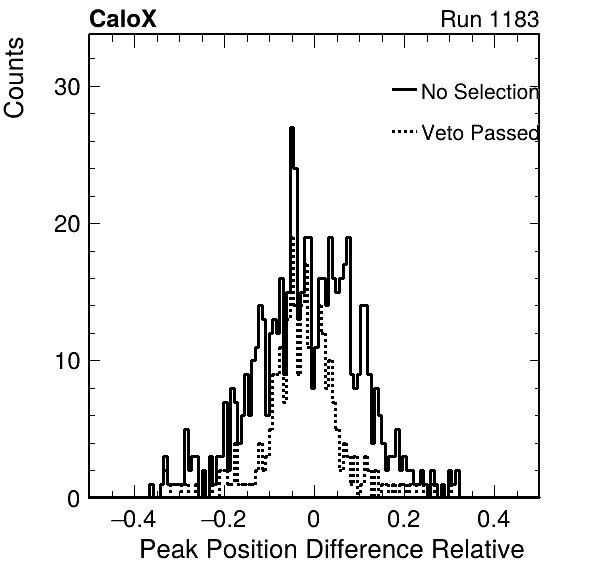 CaloX Run 1183
Counts
30
20
10
0
No Selection
Veto Passed
−0.4 −0.2 0 0.2 0.4
Peak Position Difference Relative